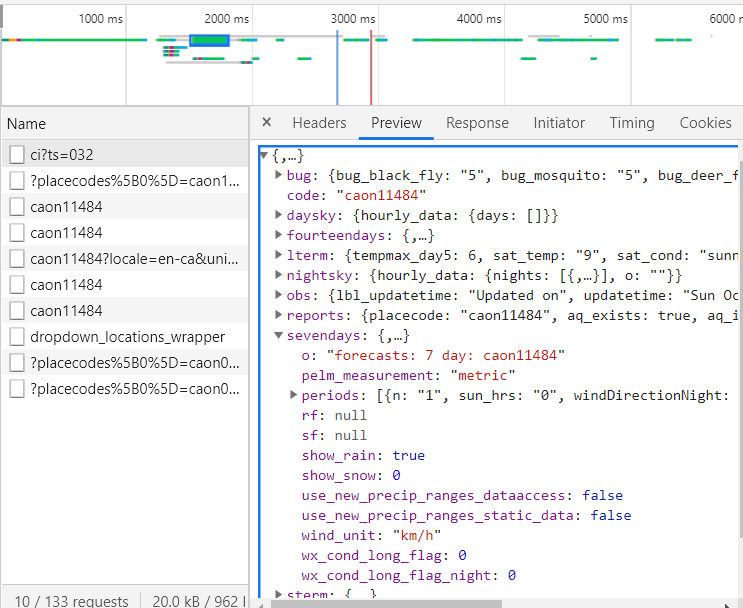 1000 ms 2000 ms 3000 ms 4000 ms 5000 ms 6000 m
Name
× Headers Preview Response Initiator Timing Cookies
ci?ts=032
?placecodes%5B0%5D=caon1...
caon11484
caon11484
caon11484?locale=en-ca&uni...
caon11484
caon11484
dropdown_locations_wrapper
?placecodes%5B0%5D=caon0...
?placecodes%5B0%5D=caon0...
10 / 133 requests 20.0 kB / 962 l
▼{,…}
▶bug: {bug_black_fly: "5", bug_mosquito: "5", bug_deer_f
code: "caon11484"
▶daysky: {hourly_data: {days: []}}
▶fourteendays: {,…}
▶lterm: {tempmax_day5: 6, sat_temp: "9", sat_cond: "sunn
▶nightsky: {hourly_data: {nights: [{,…}], o: ""}}
▶obs: {lbl_updatetime: "Updated on", updatetime: "Sun Oc
▶reports: {placecode: "caon11484", aq_exists: true, aq_i
▼sevendays: {,…}
o: "forecasts: 7 day: caon11484"
pelm_measurement: "metric"
▶periods: [{n: "1", sun_hrs: "0", windDirectionNight:
rf: null
sf: null
show_rain: true
show_snow: 0
use_new_precip_ranges_dataaccess: false
use_new_precip_ranges_static_data: false
wind_unit: "km/h"
wx_cond_long_flag: 0
wx_cond_long_flag_night: 0
▶sterm: {,…}